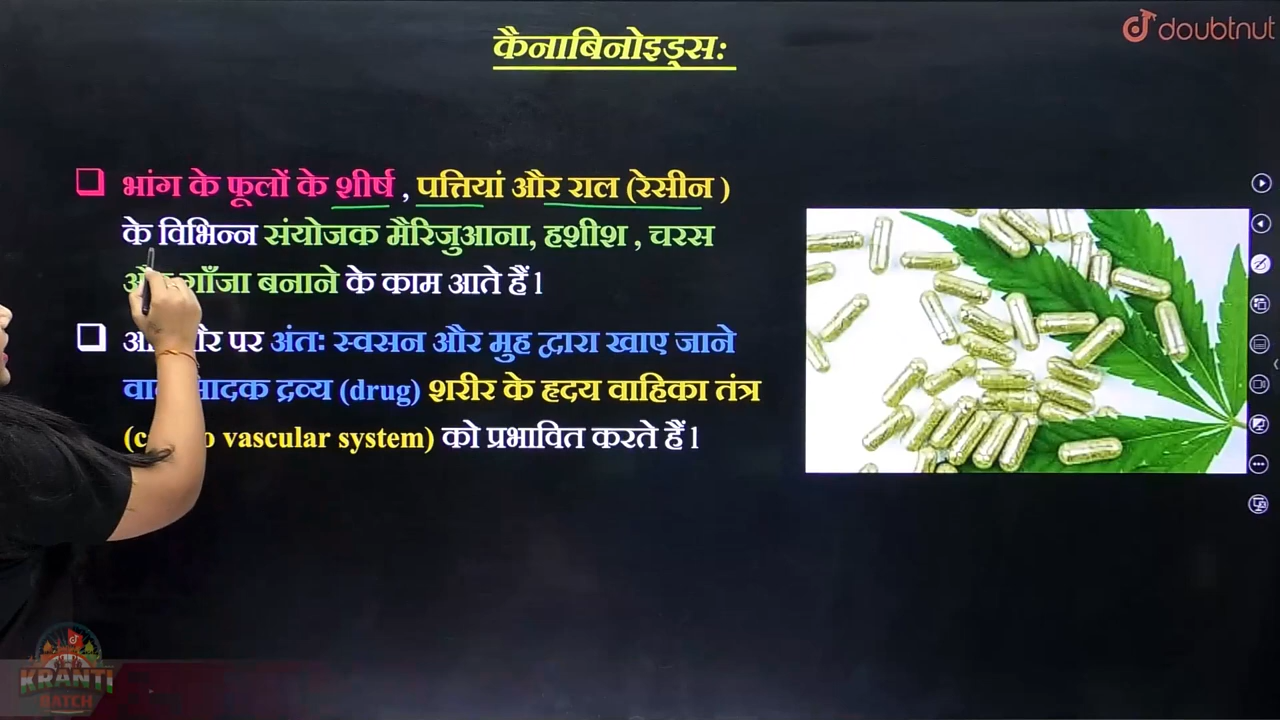 doubtnut
कैनाबिनोइड्स:
भांग के फूलों के शीर्ष , पत्तियां और राल (रेसीन )
के विभिन्न संयोजक मैरिजुआना, हशीश , चरस
गाँजा बनाने के काम आते हैं l
पर अंतः स्वसन और मुह द्वारा खाए जाने
द्रव्य (drug) शरीर के हृदय वाहिका तंत्र
vascular system) को प्रभावित करते हैं l
KRANTI
BATCH